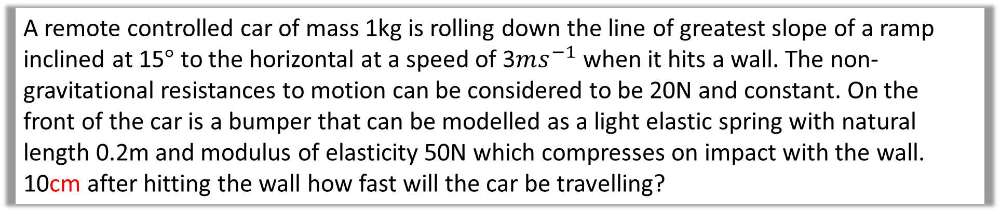 A remote controlled car of mass 1kg is rolling down the line of greatest slope of a ramp
inclined at 15° to the horizontal at a speed of 3ms⁻¹ when it hits a wall. The non-
gravitational resistances to motion can be considered to be 20N and constant. On the
front of the car is a bumper that can be modelled as a light elastic spring with natural
length 0.2m and modulus of elasticity 50N which compresses on impact with the wall.
10cm after hitting the wall how fast will the car be travelling?